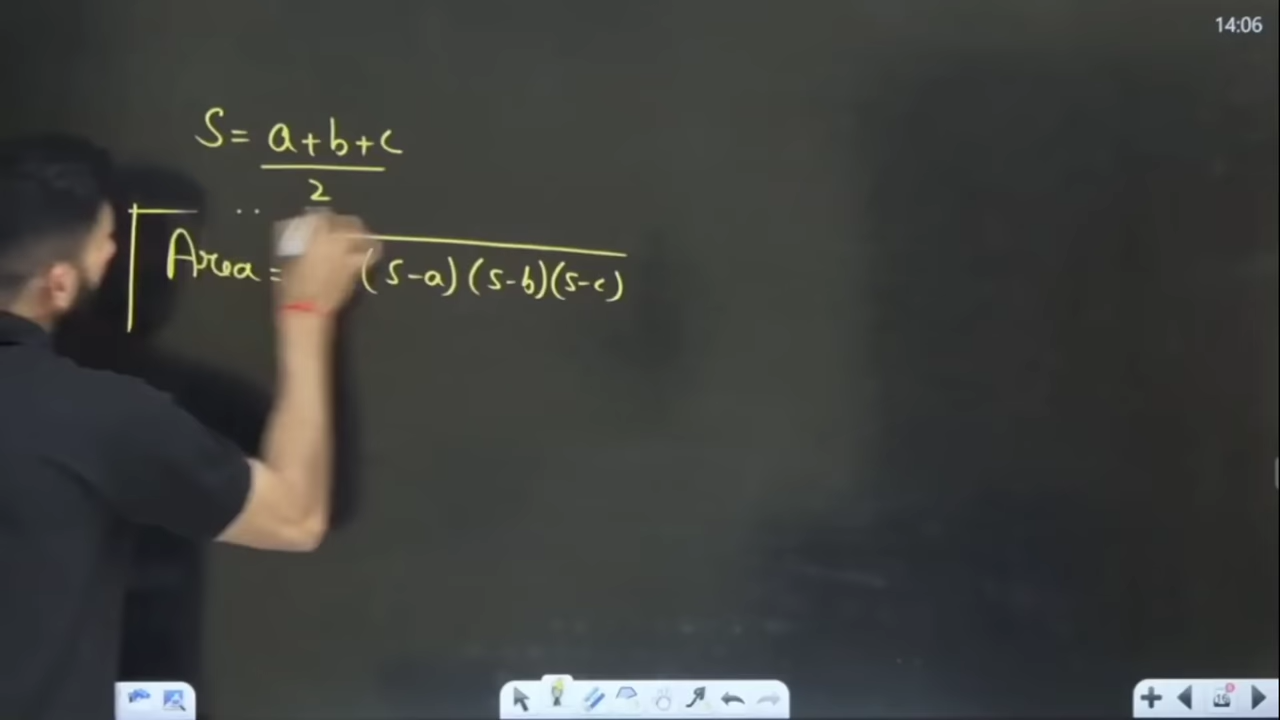 14:06
S = a+b+c
2
Area = (s-a) (s-b)(s-c)